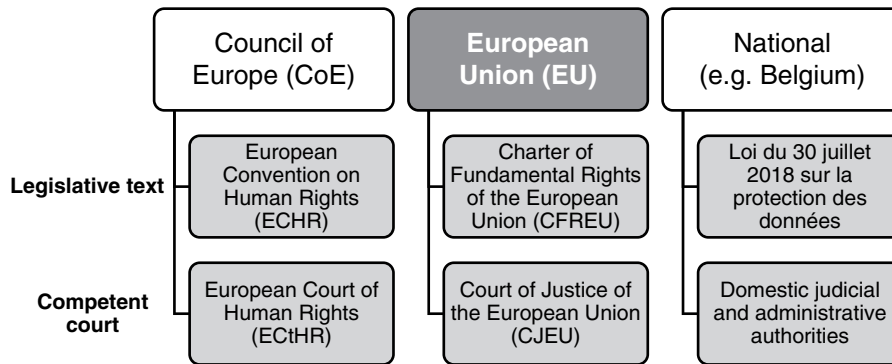 Council of
Europe (CoE)
European
Union (EU)
National
(e.g. Belgium)
Legislative text
European
Convention on
Human Rights
(ECHR)
Charter of
Fundamental Rights
of the European
Union (CFREU)
Loi du 30 juillet
2018 sur la
protection des
données
Competent
court
European Court of
Human Rights
(ECtHR)
Court of Justice of
the European Union
(CJEU)
Domestic judicial
and administrative
authorities